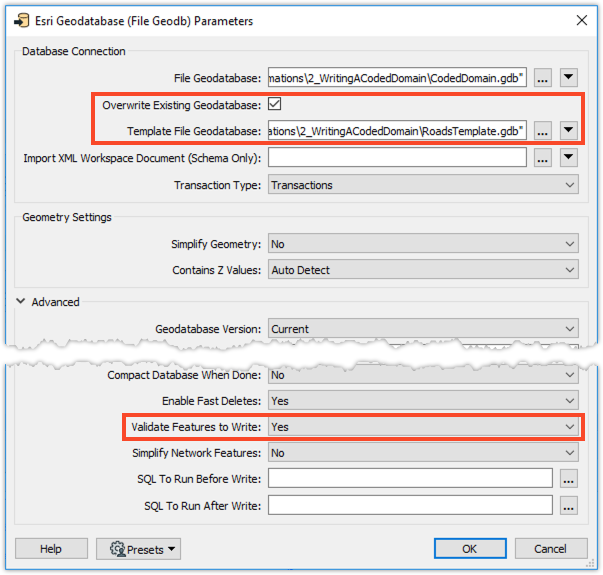 Esri Geodatabase (File Geodb) Parameters
Database Connection
File Geodatabase: mations\2_WritingACodedDomain\CodedDomain.gdb" ...
Overwrite Existing Geodatabase:
Template File Geodatabase: ations\2_WritingACodedDomain\RoadsTemplate.gdb" ...
Import XML Workspace Document (Schema Only): ...
Transaction Type: Transactions
Geometry Settings
Simplify Geometry: No
Contains Z Values: Auto Detect
Advanced
Geodatabase Version: Current
Compact Database When Done: No
Enable Fast Deletes: Yes
Validate Features to Write: Yes
Simplify Network Features: No
SQL To Run Before Write: ...
SQL To Run After Write: ...
Help Presets OK Cancel